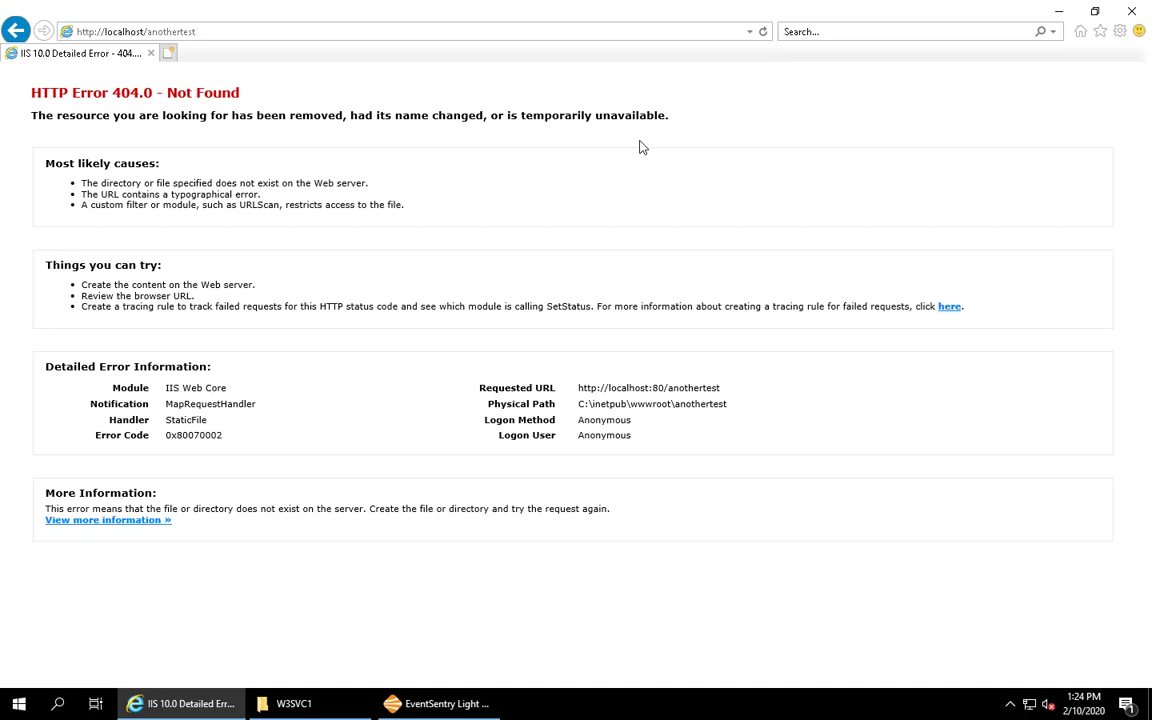 http://localhost/anothertest
Search...
IIS 10.0 Detailed Error - 404....
HTTP Error 404.0 - Not Found
The resource you are looking for has been removed, had its name changed, or is temporarily unavailable.
Most likely causes:
• The directory or file specified does not exist on the Web server.
• The URL contains a typographical error.
• A custom filter or module, such as URLScan, restricts access to the file.
Things you can try:
• Create the content on the Web server.
• Review the browser URL.
• Create a tracing rule to track failed requests for this HTTP status code and see which module is calling SetStatus. For more information about creating a tracing rule for failed requests, click here.
Detailed Error Information:
Module IIS Web Core
Notification MapRequestHandler
Handler StaticFile
Error Code 0x80070002
Requested URL http://localhost:80/anothertest
Physical Path C:\inetpub\wwwroot\anothertest
Logon Method Anonymous
Logon User Anonymous
More Information:
This error means that the file or directory does not exist on the server. Create the file or directory and try the request again.
View more information »
IIS 10.0 Detailed Err...
W3SVC1
EventSentry Light ...
1:24 PM
2/10/2020
1